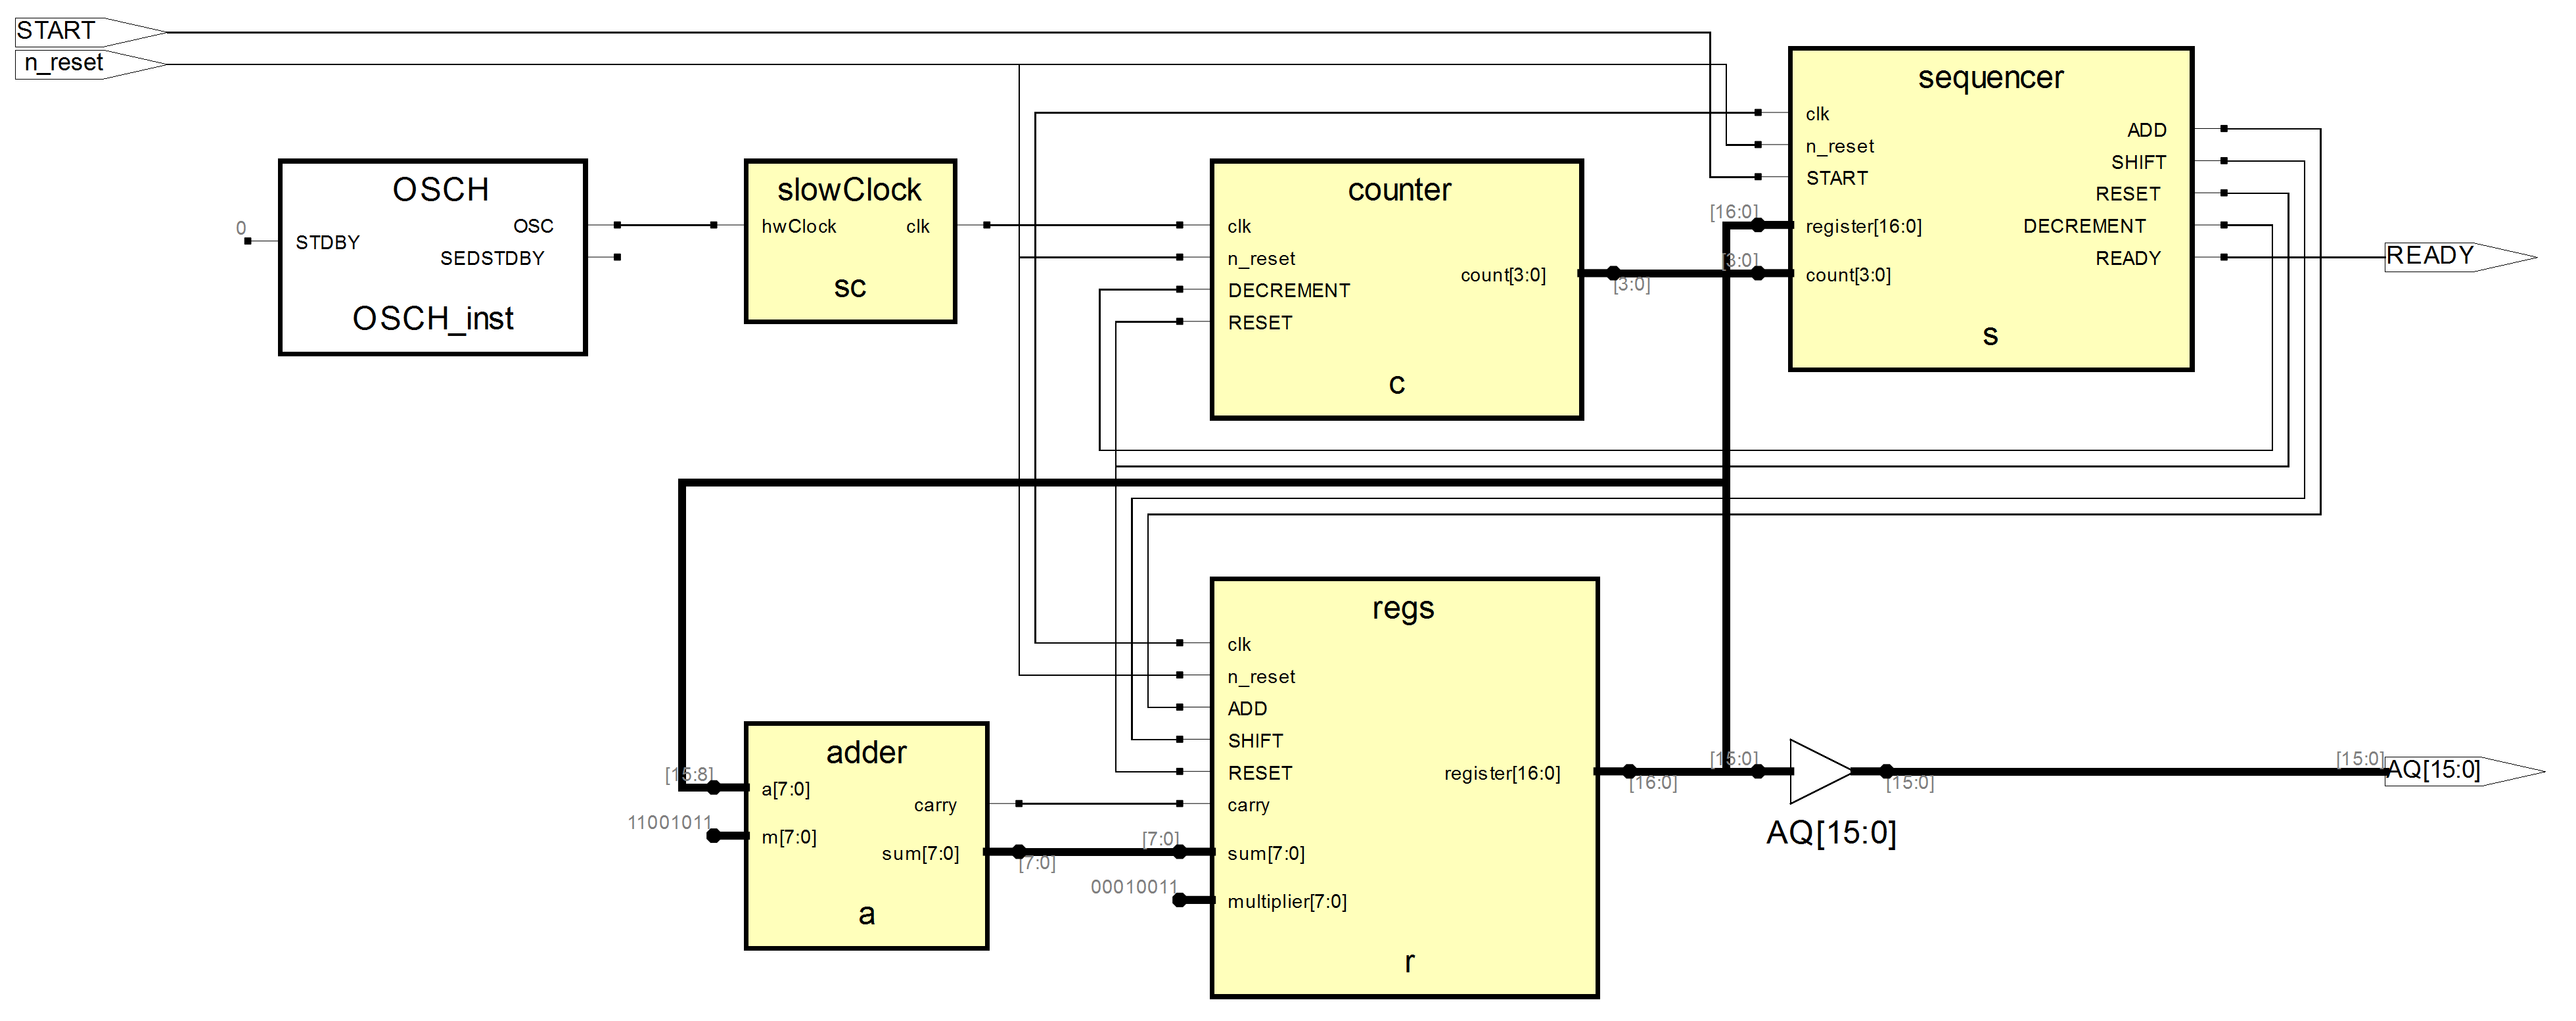 START
n_reset
OSCH
0
STDBY
OSC
SEDSTDBY
OSCH_inst
slowClock
hwClock
clk
sc
counter
clk
n_reset
DECREMENT
RESET
count[3:0]
[3:0]
c
sequencer
clk
n_reset
START
[16:0]
register[16:0]
[3:0]
count[3:0]
ADD
SHIFT
RESET
DECREMENT
READY
s
READY
adder
[15:8]
a[7:0]
11001011
m[7:0]
carry
sum[7:0]
[7:0]
a
regs
clk
n_reset
ADD
SHIFT
RESET
carry
[7:0]
sum[7:0]
00010011
multiplier[7:0]
register[16:0]
[16:0]
r
[15:0]
[15:0]
AQ[15:0]
[15:0]
AQ[15:0]